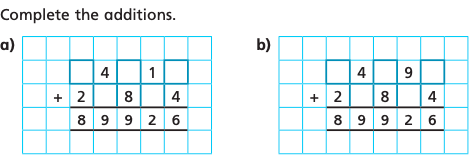 Complete the additions.
a)
4 1
+ 2 8 4
8 9 9 2 6
b)
4 9
+ 2 8 4
8 9 9 2 6